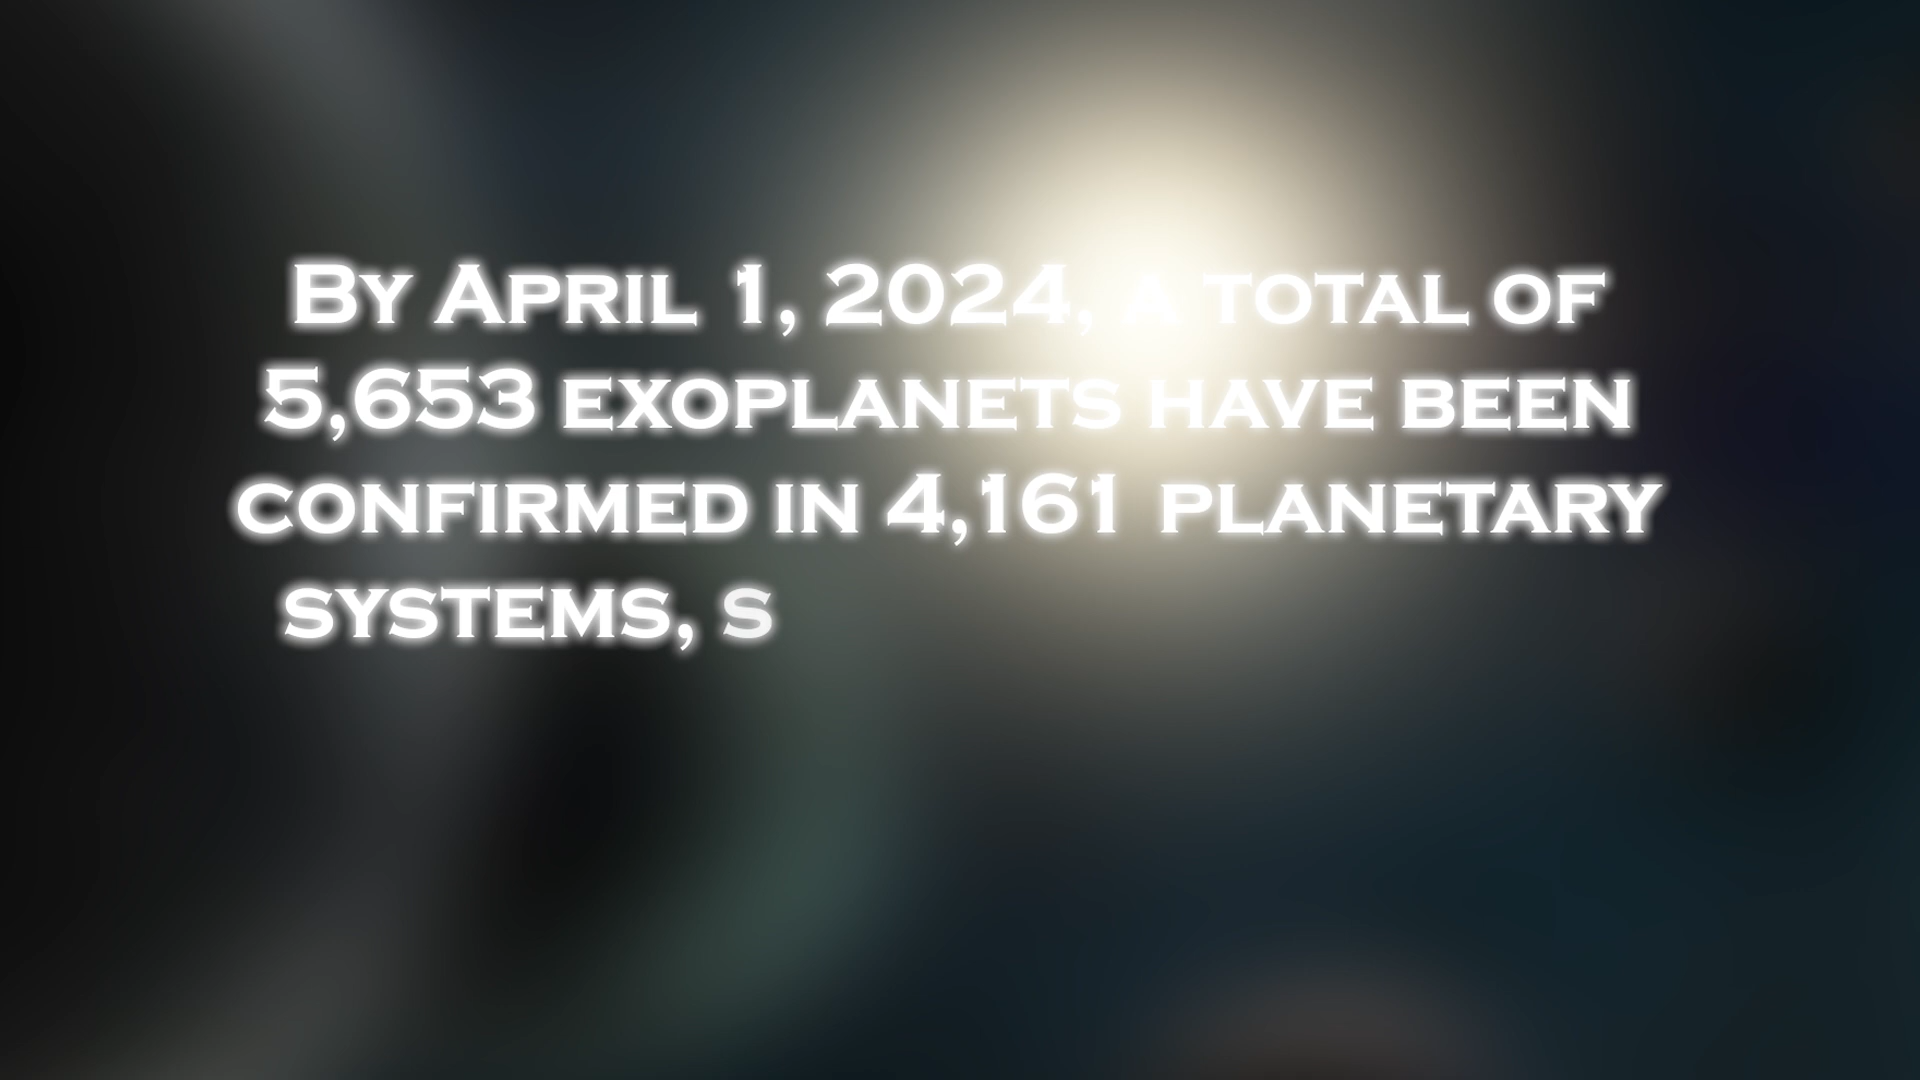 By April 1, 2024, a total of
5,653 exoplanets have been
confirmed in 4,161 planetary
systems, s